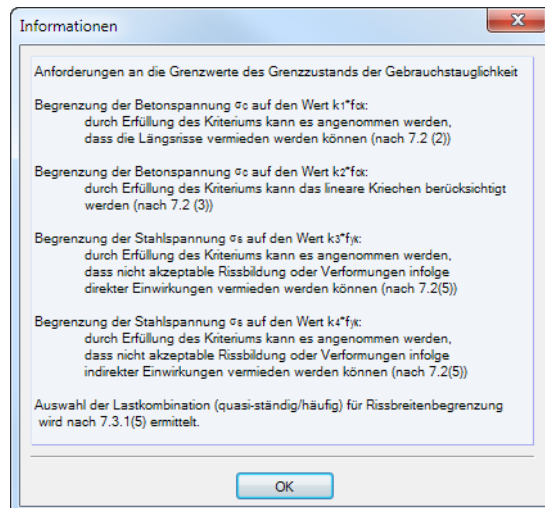 Informationen
Anforderungen an die Grenzwerte des Grenzzustands der Gebrauchstauglichkeit
Begrenzung der Betonspannung σc auf den Wert k1*fck:
durch Erfüllung des Kriteriums kann es angenommen werden,
dass die Längsrisse vermieden werden können (nach 7.2 (2))
Begrenzung der Betonspannung σc auf den Wert k2*fck:
durch Erfüllung des Kriteriums kann das lineare Kriechen berücksichtigt
werden (nach 7.2 (3))
Begrenzung der Stahlspannung σs auf den Wert k3*fyk:
durch Erfüllung des Kriteriums kann es angenommen werden,
dass nicht akzeptable Rissbildung oder Verformungen infolge
direkter Einwirkungen vermieden werden können (nach 7.2(5))
Begrenzung der Stahlspannung σs auf den Wert k4*fyk:
durch Erfüllung des Kriteriums kann es angenommen werden,
dass nicht akzeptable Rissbildung oder Verformungen infolge
indirekter Einwirkungen vermieden werden können (nach 7.2(5))
Auswahl der Lastkombination (quasi-ständig/häufig) für Rissbreitenbegrenzung
wird nach 7.3.1(5) ermittelt.
OK